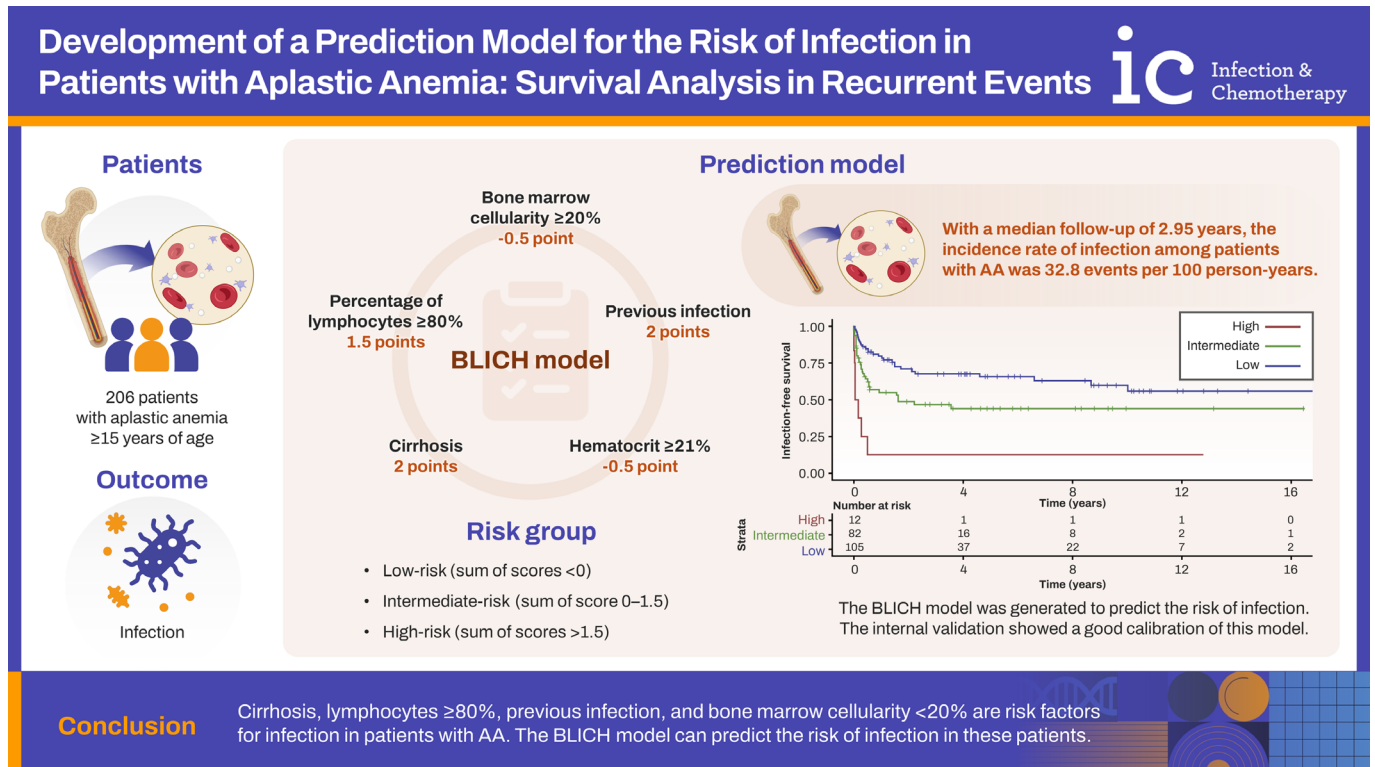 Development of a Prediction Model for the Risk of Infection in
Patients with Aplastic Anemia: Survival Analysis in Recurrent Events
ic
Infection &
Chemotherapy
Patients
206 patients
with aplastic anemia
≥15 years of age
Outcome
Infection
Prediction model
Bone marrow
cellularity ≥20%
-0.5 point
Percentage of
lymphocytes ≥80%
1.5 points
Previous infection
2 points
BLICH model
Cirrhosis
2 points
Hematocrit ≥21%
-0.5 point
Risk group
• Low-risk (sum of scores <0)
• Intermediate-risk (sum of score 0–1.5)
• High-risk (sum of scores >1.5)
With a median follow-up of 2.95 years, the
incidence rate of infection among patients
with AA was 32.8 events per 100 person-years.
Infection-free survival
1.00
0.75
0.50
0.25
0.00
High
Intermediate
Low
0 4 8 12 16
Time (years)
Number at risk
Strata
High 12 1 1 1 0
Intermediate 82 16 8 2 1
Low 105 37 22 7 2
0 4 8 12 16
Time (years)
The BLICH model was generated to predict the risk of infection.
The internal validation showed a good calibration of this model.
Conclusion
Cirrhosis, lymphocytes ≥80%, previous infection, and bone marrow cellularity <20% are risk factors
for infection in patients with AA. The BLICH model can predict the risk of infection in these patients.